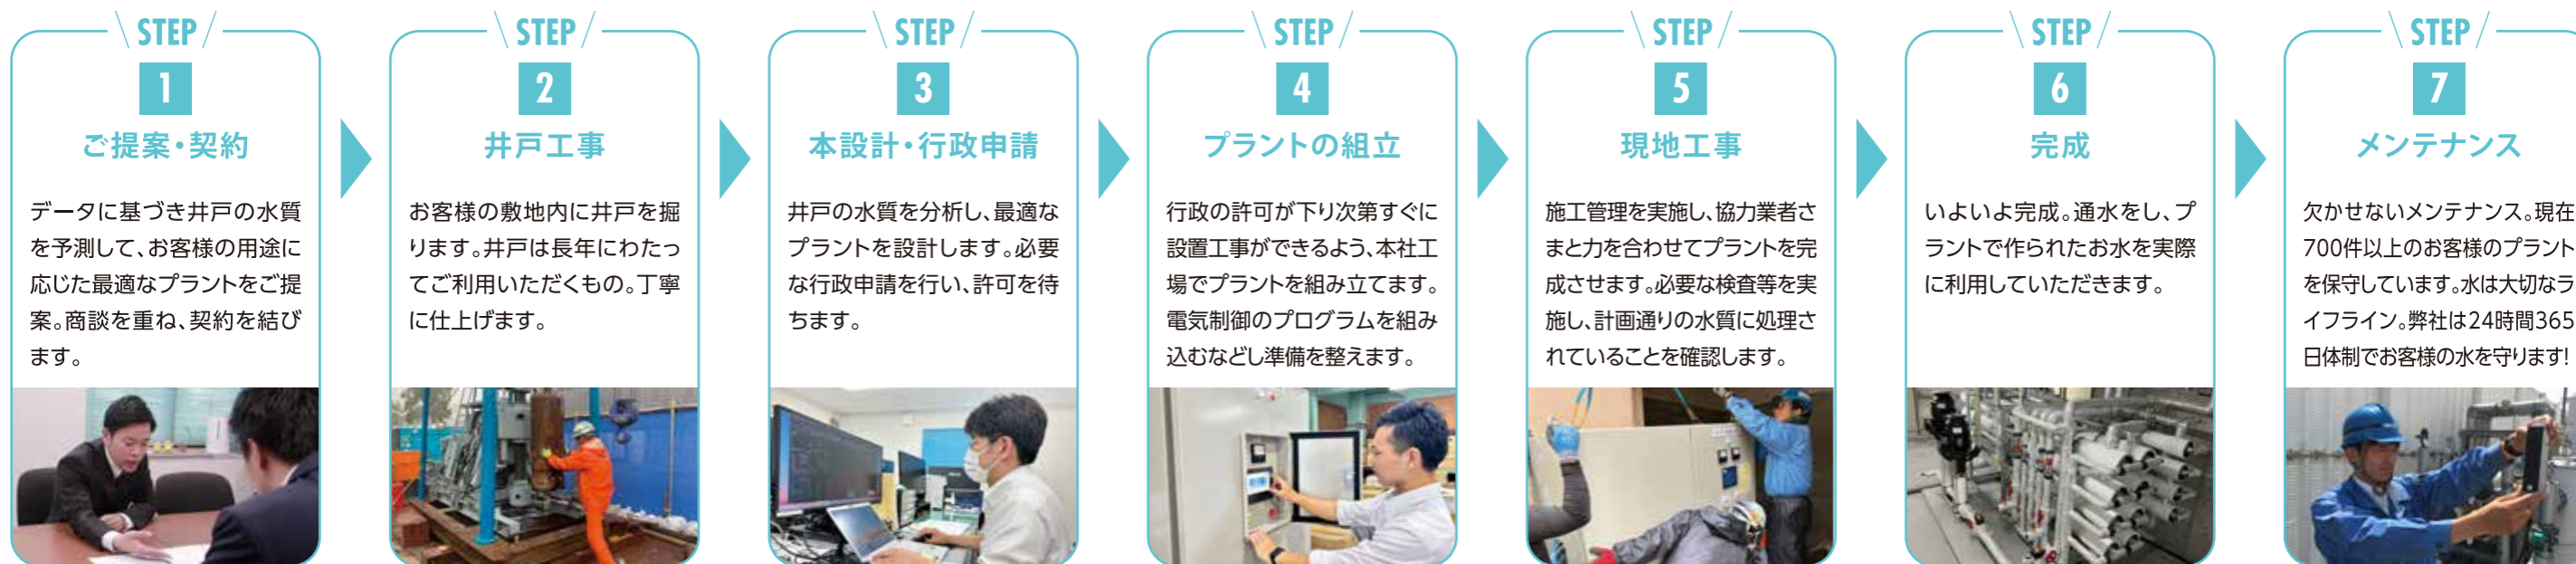 STEP
1
ご提案・契約
データに基づき井戸の水質
を予測して、お客様の用途に
応じた最適なプラントをご提
案。商談を重ね、契約を結び
ます。
STEP
2
井戸工事
お客様の敷地内に井戸を掘
ります。井戸は長年にわたっ
てご利用いただくもの。丁寧
に仕上げます。
STEP
3
本設計・行政申請
井戸の水質を分析し、最適な
プラントを設計します。必要
な行政申請を行い、許可を待
ちます。
STEP
4
プラントの組立
行政の許可が下り次第すぐに
設置工事ができるよう、本社工
場でプラントを組み立てます。
電気制御のプログラムを組み
込むなどし準備を整えます。
STEP
5
現地工事
施工管理を実施し、協力業者さ
まと力を合わせてプラントを完
成させます。必要な検査等を実
施し、計画通りの水質に処理さ
れていることを確認します。
STEP
6
完成
いよいよ完成。通水をし、プ
ラントで作られたお水を実際
に利用していただきます。
STEP
7
メンテナンス
欠かせないメンテナンス。現在
700件以上のお客様のプラント
を保守しています。水は大切なラ
イフライン。弊社は24時間365
日体制でお客様の水を守ります!